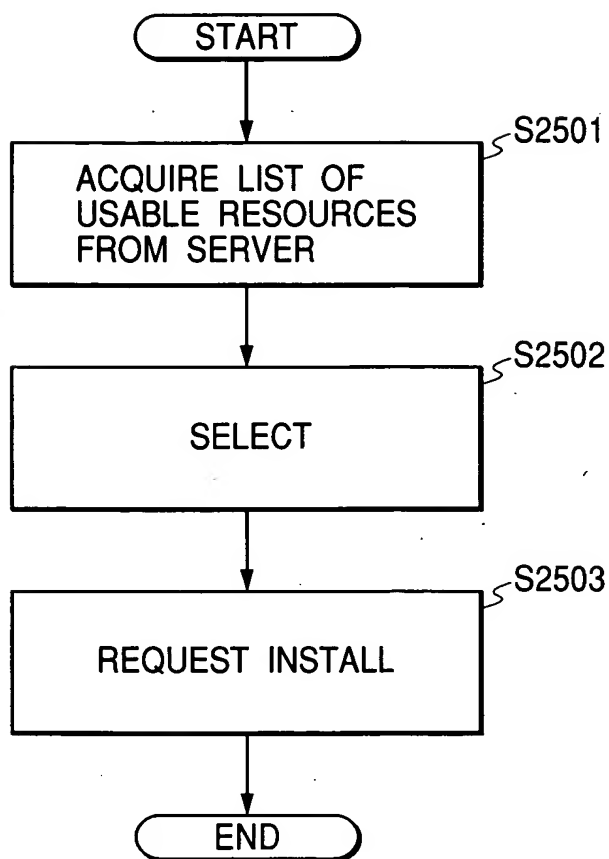 START
S2501
ACQUIRE LIST OF
USABLE RESOURCES
FROM SERVER
S2502
SELECT
S2503
REQUEST INSTALL
END